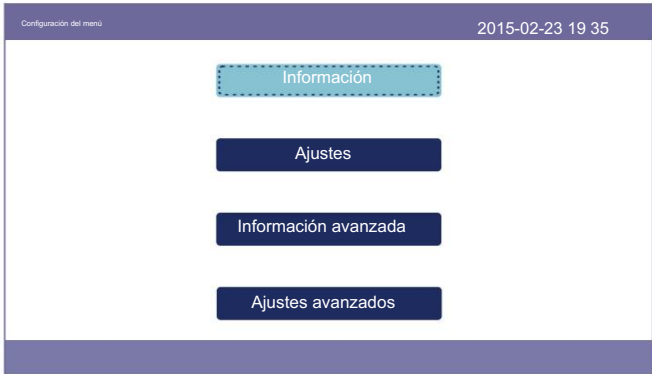 Configuración del menú
2015-02-23 19 35
Información
Ajustes
Información avanzada
Ajustes avanzados